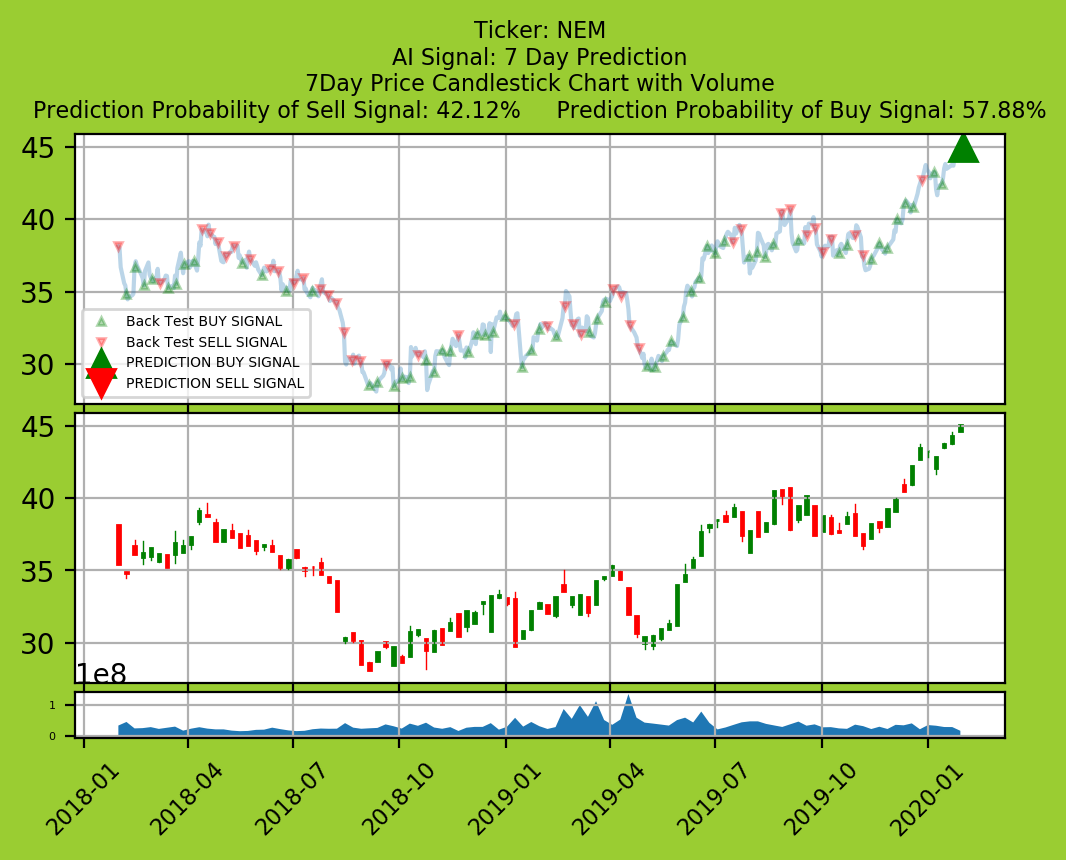 Ticker: NEM
AI Signal: 7 Day Prediction
7Day Price Candlestick Chart with Volume
Prediction Probability of Sell Signal: 42.12%     Prediction Probability of Buy Signal: 57.88%
45
40
35
30
Back Test BUY SIGNAL
Back Test SELL SIGNAL
PREDICTION BUY SIGNAL
PREDICTION SELL SIGNAL
45
40
35
30
1e8
1
0
2018-01 2018-04 2018-07 2018-10 2019-01 2019-04 2019-07 2019-10 2020-01